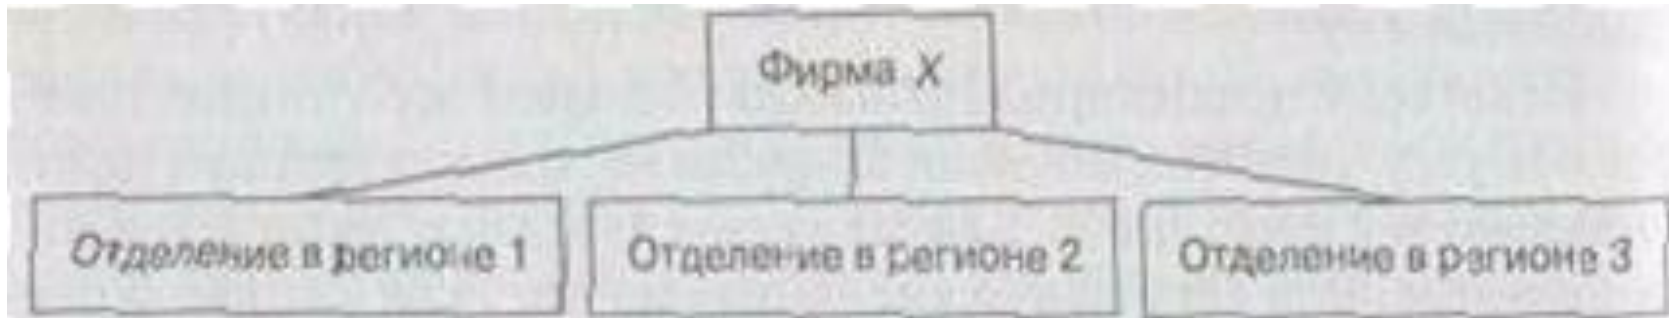 Фирма X
Отделение в регионе 1
Отделение в регионе 2
Отделение в регионе 3